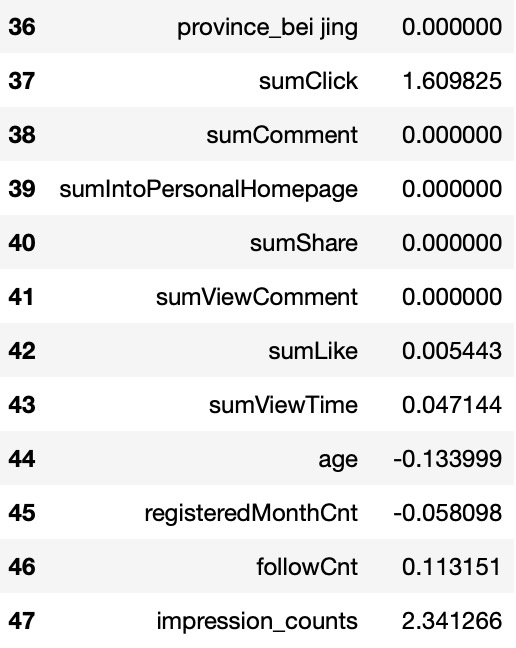 36 province_bei jing 0.000000
37 sumClick 1.609825
38 sumComment 0.000000
39 sumIntoPersonalHomepage 0.000000
40 sumShare 0.000000
41 sumViewComment 0.000000
42 sumLike 0.005443
43 sumViewTime 0.047144
44 age -0.133999
45 registeredMonthCnt -0.058098
46 followCnt 0.113151
47 impression_counts 2.341266